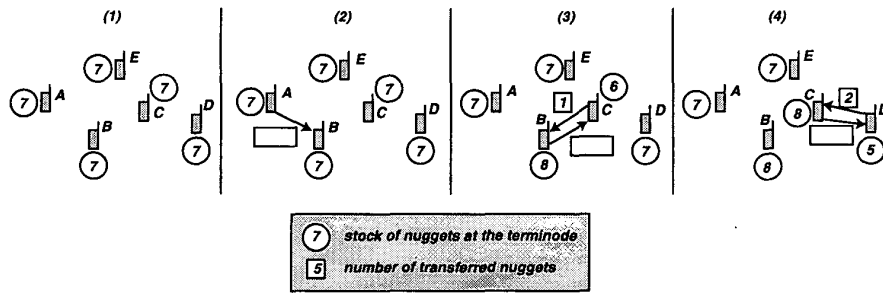 (1)
7 E
7 A
7
C
D
B
7
7
(2)
7 E
7 A
7
C
D
B
7
7
(3)
7 E
7 A
1
6
C
B
D
8
7
(4)
7 E
7 A
C
2
8
B
8
5
7 stock of nuggets at the terminode
5 number of transferred nuggets